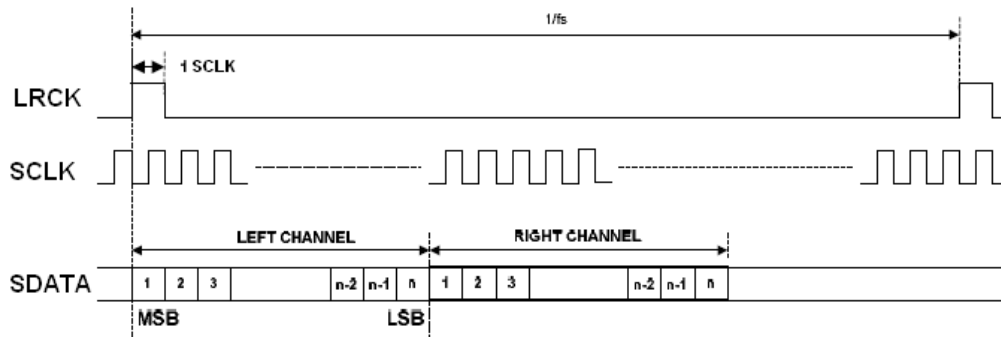 1/fs
1 SCLK
LRCK
SCLK
LEFT CHANNEL RIGHT CHANNEL
SDATA 1 2 3 n-2 n-1 n 1 2 3 n-2 n-1 n
MSB LSB